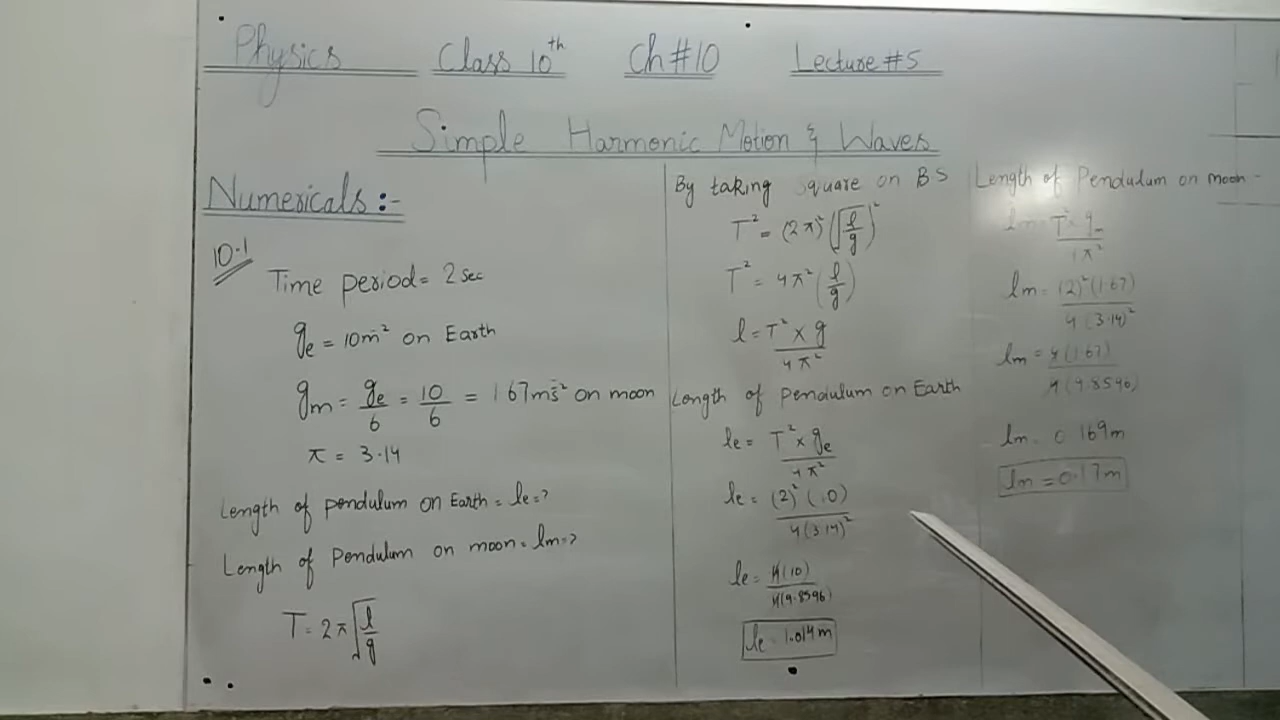 Physics Class 10th Ch#10 Lecture #5
Simple Harmonic Motion & Waves
Numericals :-
10.1
Time period = 2 sec
ge = 10ms⁻² on Earth
gm = ge/6 = 10/6 = 1.67ms⁻² on moon
π = 3.14
Length of pendulum on Earth = le = ?
Length of Pendulum on moon = lm = ?
T = 2π√(l/g)
By taking square on BS
T² = (2π)² (√(l/g))²
T² = 4π² (l/g)
l = T² × g / 4π²
Length of Pendulum on Earth
le = T² × ge / 4π²
le = (2)² (10) / 4(3.14)²
le = 4(10) / 4(9.8596)
le = 1.014m
Length of Pendulum on moon -
lm = T² × gm / 4π²
lm = (2)² (1.67) / 4(3.14)²
lm = 4(1.67) / 4(9.8596)
lm = 0.169m
lm = 0.17m